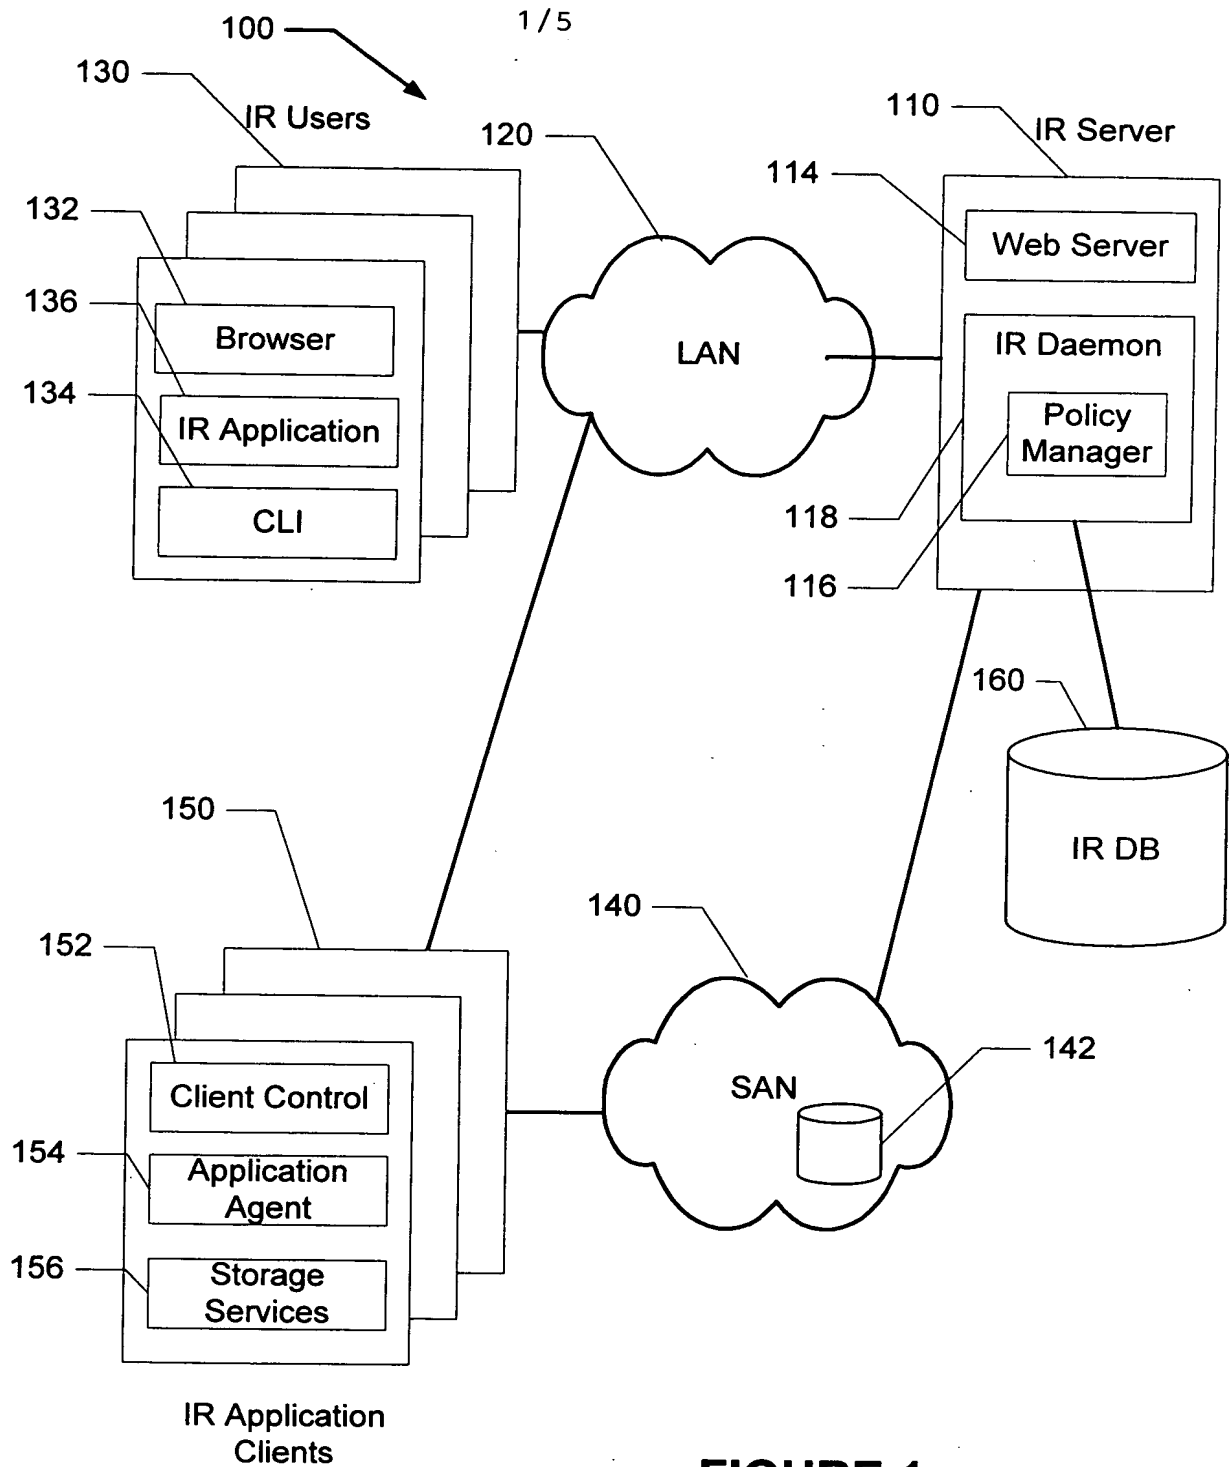 1/5
100
130
IR Users
120
110
IR Server
114
132
Web Server
136
Browser
LAN
IR Daemon
134
IR Application
Policy
Manager
CLI
118
116
160
150
IR DB
140
152
142
SAN
Client Control
154
Application
Agent
156
Storage
Services
IR Application
Clients
FIGURE 1